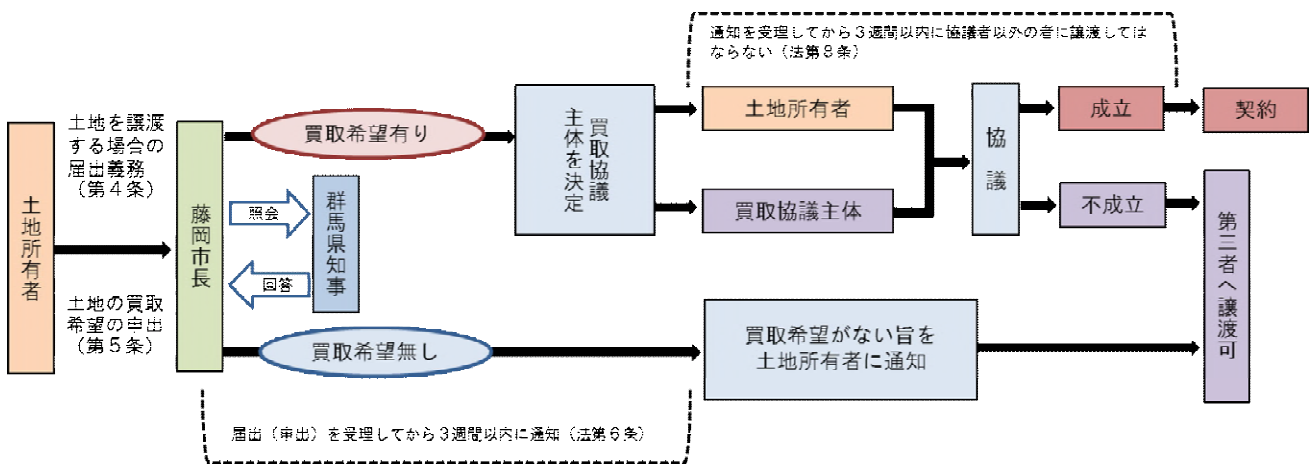 通知を受理してから３週間以内に協議者以外の者に譲渡しては
ならない（法第８条）
土地所有者
土地を譲渡
する場合の
届出義務
（第４条）
土地の買取
希望の申出
（第５条）
藤岡市長
買取希望有り
照会
回答
群馬県知事
買取希望無し
買取協議
主体を決定
土地所有者
買取協議主体
協議
成立
契約
不成立
第三者へ譲渡可
買取希望がない旨を
土地所有者に通知
届出（申出）を受理してから３週間以内に通知（法第６条）